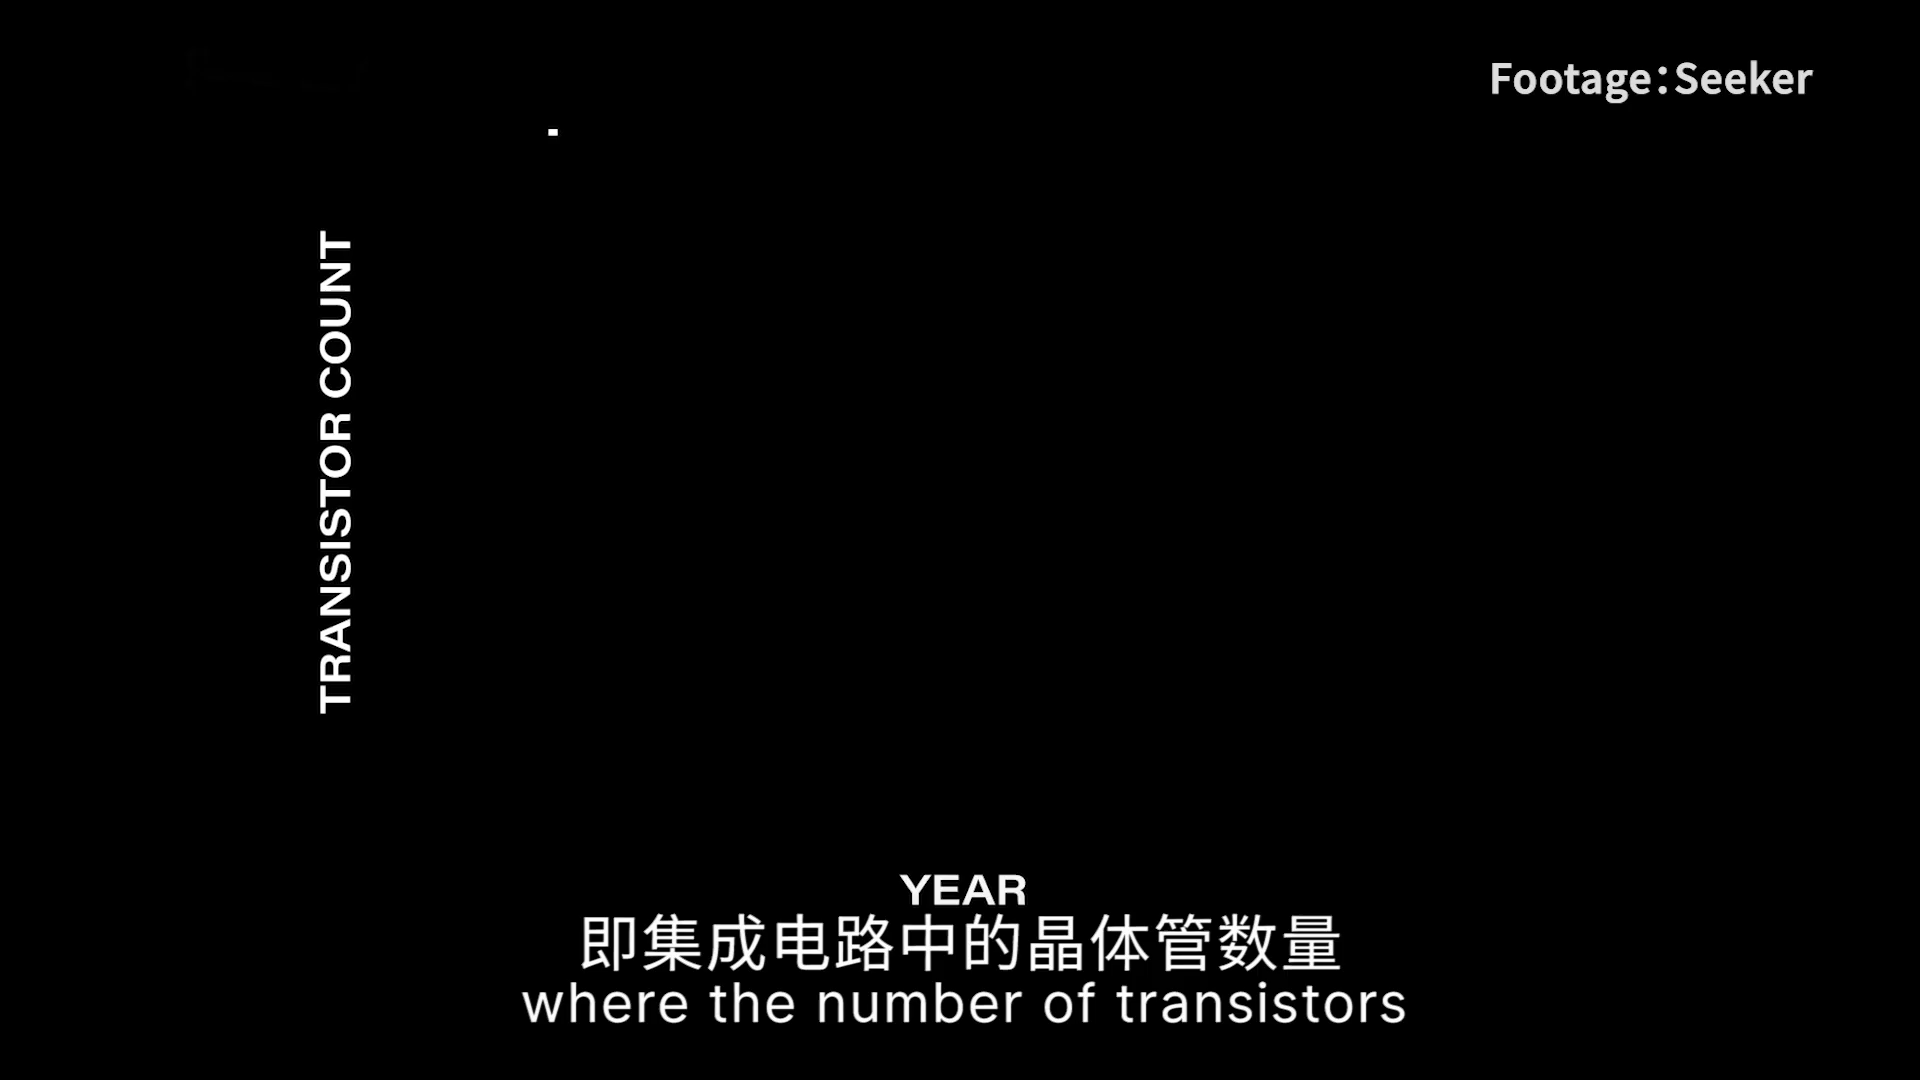 Footage:Seeker
TRANSISTOR COUNT
YEAR
即集成电路中的晶体管数量
where the number of transistors